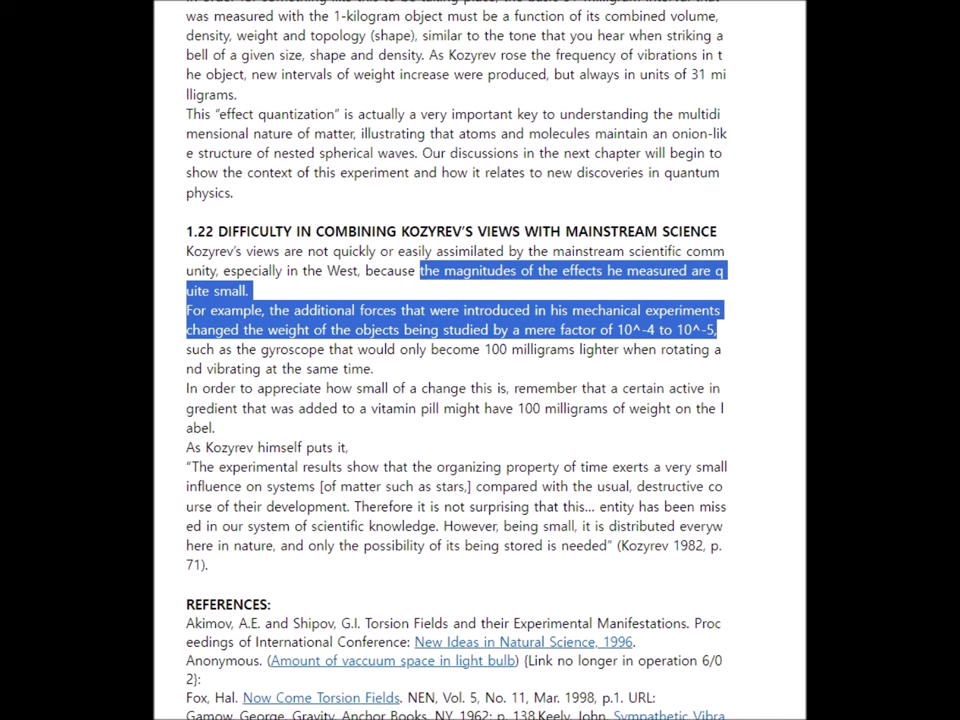 was measured with the 1-kilogram object must be a function of its combined volume,
density, weight and topology (shape), similar to the tone that you hear when striking a
bell of a given size, shape and density. As Kozyrev rose the frequency of vibrations in t
he object, new intervals of weight increase were produced, but always in units of 31 mi
lligrams.
This “effect quantization” is actually a very important key to understanding the multidi
mensional nature of matter, illustrating that atoms and molecules maintain an onion-lik
e structure of nested spherical waves. Our discussions in the next chapter will begin to
show the context of this experiment and how it relates to new discoveries in quantum
physics.
1.22 DIFFICULTY IN COMBINING KOZYREV’S VIEWS WITH MAINSTREAM SCIENCE
Kozyrev’s views are not quickly or easily assimilated by the mainstream scientific comm
unity, especially in the West, because the magnitudes of the effects he measured are q
uite small.
For example, the additional forces that were introduced in his mechanical experiments
changed the weight of the objects being studied by a mere factor of 10^-4 to 10^-5,
such as the gyroscope that would only become 100 milligrams lighter when rotating a
nd vibrating at the same time.
In order to appreciate how small of a change this is, remember that a certain active in
gredient that was added to a vitamin pill might have 100 milligrams of weight on the l
abel.
As Kozyrev himself puts it,
“The experimental results show that the organizing property of time exerts a very small
influence on systems [of matter such as stars,] compared with the usual, destructive co
urse of their development. Therefore it is not surprising that this... entity has been miss
ed in our system of scientific knowledge. However, being small, it is distributed everyw
here in nature, and only the possibility of its being stored is needed” (Kozyrev 1982, p.
71).
REFERENCES:
Akimov, A.E. and Shipov, G.I. Torsion Fields and their Experimental Manifestations. Proc
eedings of International Conference: New Ideas in Natural Science, 1996.
Anonymous. (Amount of vaccuum space in light bulb) {Link no longer in operation 6/0
2}:
Fox, Hal. Now Come Torsion Fields. NEN, Vol. 5, No. 11, Mar. 1998, p.1. URL:
Gamow, George. Gravity. Anchor Books, NY, 1962; p. 138.Keely, John. Sympathetic Vibra